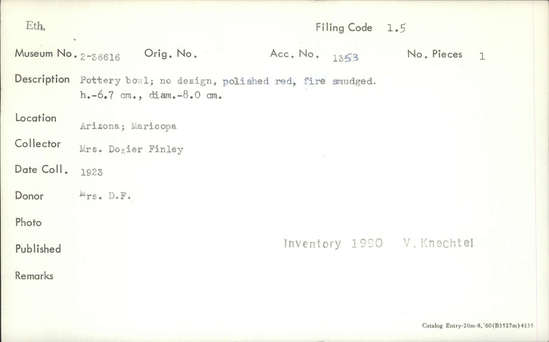 Eth. Filing Code 1.5
Museum No. 2-36616 Orig. No. Acc. No. 1353 No. Pieces 1
Description Pottery bowl; no design, polished red, fire smudged.
h.-6.7 cm., diam.-8.0 cm.
Location Arizona; Maricopa
Collector Mrs. Dozier Finley
Date Coll. 1923
Donor Mrs. D.F.
Photo
Published Inventory 1990 V. Knechtel
Remarks
Catalog Entry-20m-8,'60(B3527m)4135